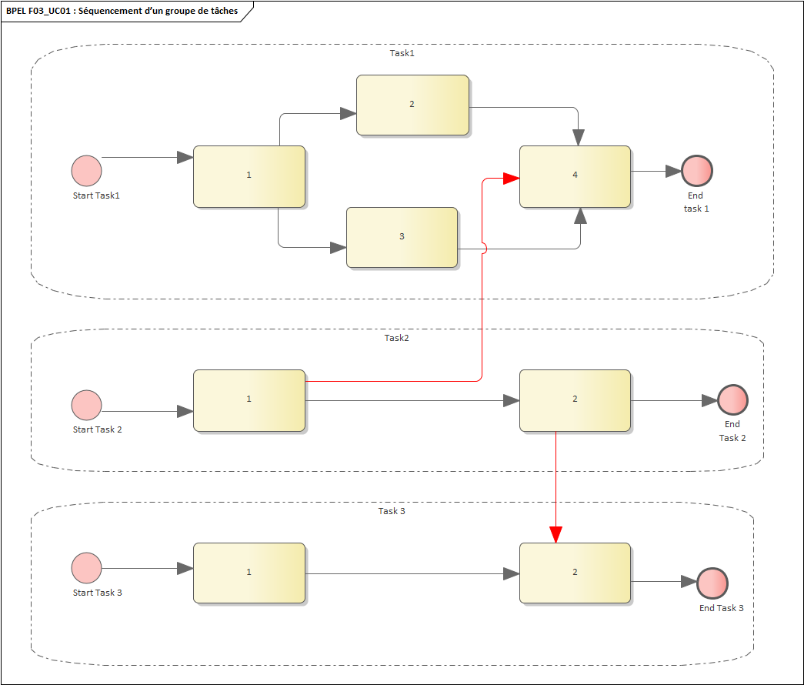 BPEL F03_UC01 : Séquencement d'un groupe de tâches
Task1
2
1
4
Start Task1
End
task 1
3
Task2
1
2
Start Task 2
End
Task 2
Task 3
1
2
Start Task 3
End Task 3